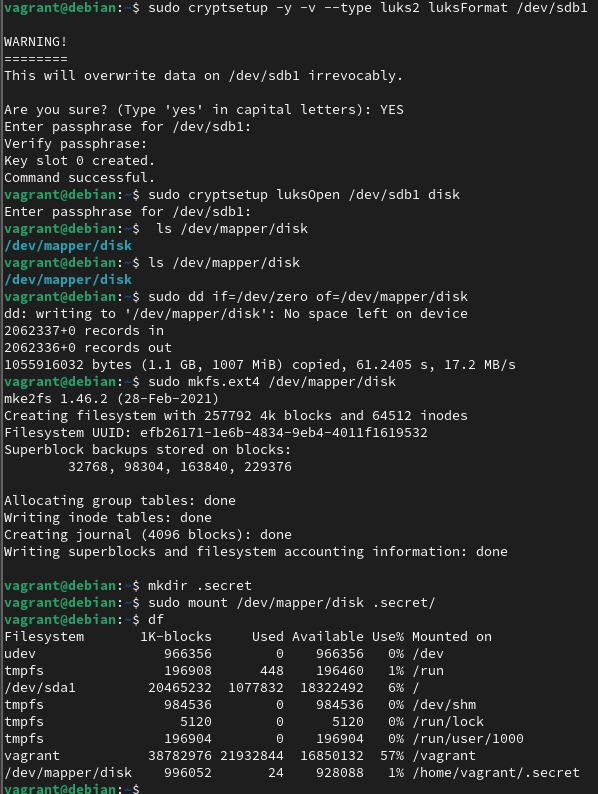 vagrant@debian:~$ sudo cryptsetup -y -v --type luks2 luksFormat /dev/sdb1

WARNING!
========
This will overwrite data on /dev/sdb1 irrevocably.

Are you sure? (Type 'yes' in capital letters): YES
Enter passphrase for /dev/sdb1:
Verify passphrase:
Key slot 0 created.
Command successful.
vagrant@debian:~$ sudo cryptsetup luksOpen /dev/sdb1 disk
Enter passphrase for /dev/sdb1:
vagrant@debian:~$  ls /dev/mapper/disk
/dev/mapper/disk
vagrant@debian:~$ ls /dev/mapper/disk
/dev/mapper/disk
vagrant@debian:~$ sudo dd if=/dev/zero of=/dev/mapper/disk
dd: writing to '/dev/mapper/disk': No space left on device
2062337+0 records in
2062336+0 records out
1055916032 bytes (1.1 GB, 1007 MiB) copied, 61.2405 s, 17.2 MB/s
vagrant@debian:~$ sudo mkfs.ext4 /dev/mapper/disk
mke2fs 1.46.2 (28-Feb-2021)
Creating filesystem with 257792 4k blocks and 64512 inodes
Filesystem UUID: efb26171-1e6b-4834-9eb4-4011f1619532
Superblock backups stored on blocks:
        32768, 98304, 163840, 229376

Allocating group tables: done
Writing inode tables: done
Creating journal (4096 blocks): done
Writing superblocks and filesystem accounting information: done

vagrant@debian:~$ mkdir .secret
vagrant@debian:~$ sudo mount /dev/mapper/disk .secret/
vagrant@debian:~$ df
Filesystem       1K-blocks     Used Available Use% Mounted on
udev                966356        0    966356   0% /dev
tmpfs               196908      448    196460   1% /run
/dev/sda1         20465232  1077832  18322492   6% /
tmpfs               984536        0    984536   0% /dev/shm
tmpfs                 5120        0      5120   0% /run/lock
tmpfs               196904        0    196904   0% /run/user/1000
vagrant           38782976 21932844  16850132  57% /vagrant
/dev/mapper/disk    996052       24    928088   1% /home/vagrant/.secret
vagrant@debian:~$